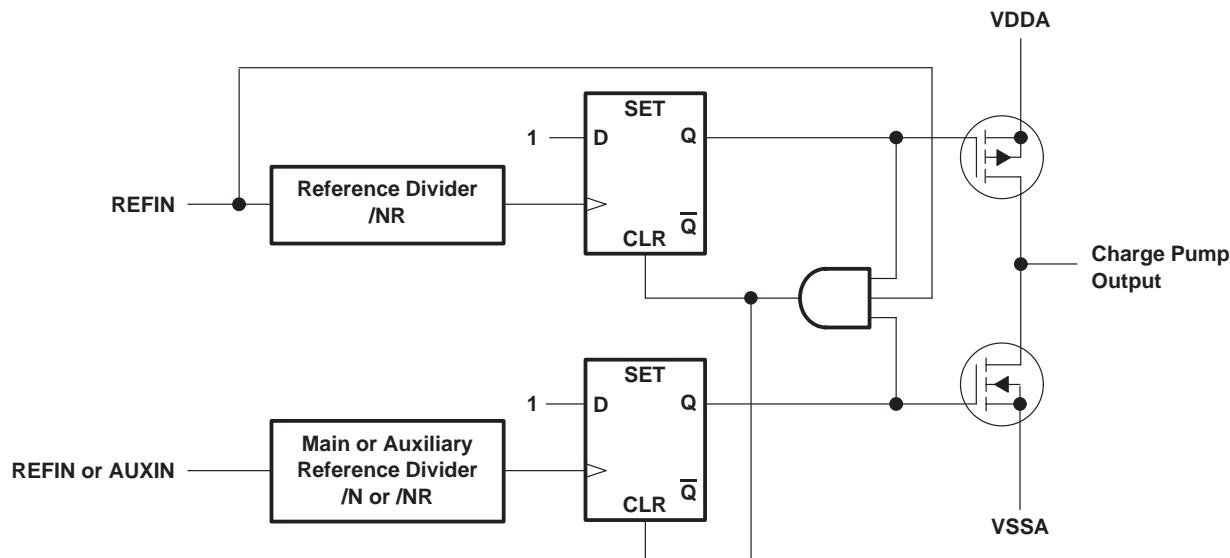 VDDA
SET
1
D
Q
REFIN
Reference Divider
/NR
Q̅
CLR
Charge Pump
Output
SET
1
D
Q
REFIN or AUXIN
Main or Auxiliary
Reference Divider
/N or /NR
Q̅
CLR
VSSA